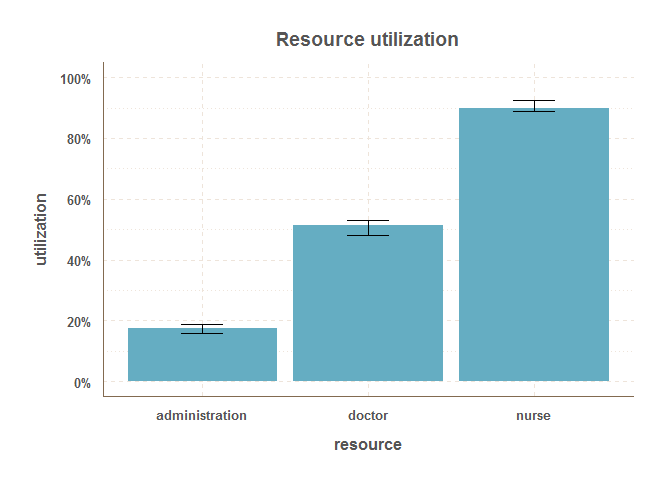 Resource utilization
100%
80%
60%
40%
20%
0%
utilization
administration doctor nurse
resource